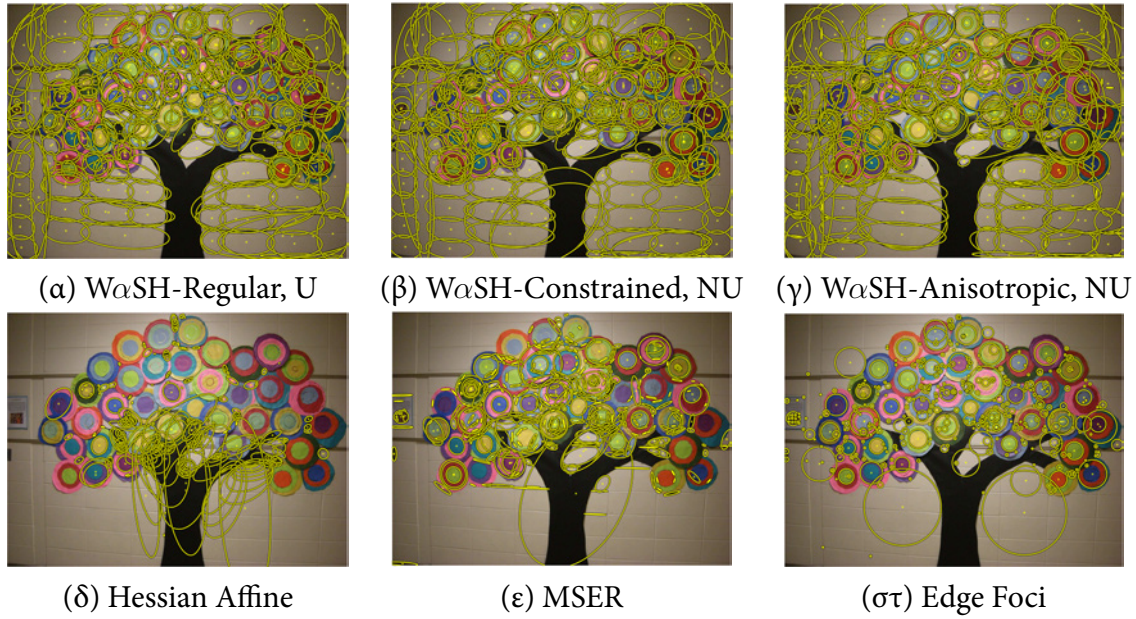 (α) WαSH-Regular, U
(β) WαSH-Constrained, NU
(γ) WαSH-Anisotropic, NU
(δ) Hessian Affine
(ε) MSER
(στ) Edge Foci